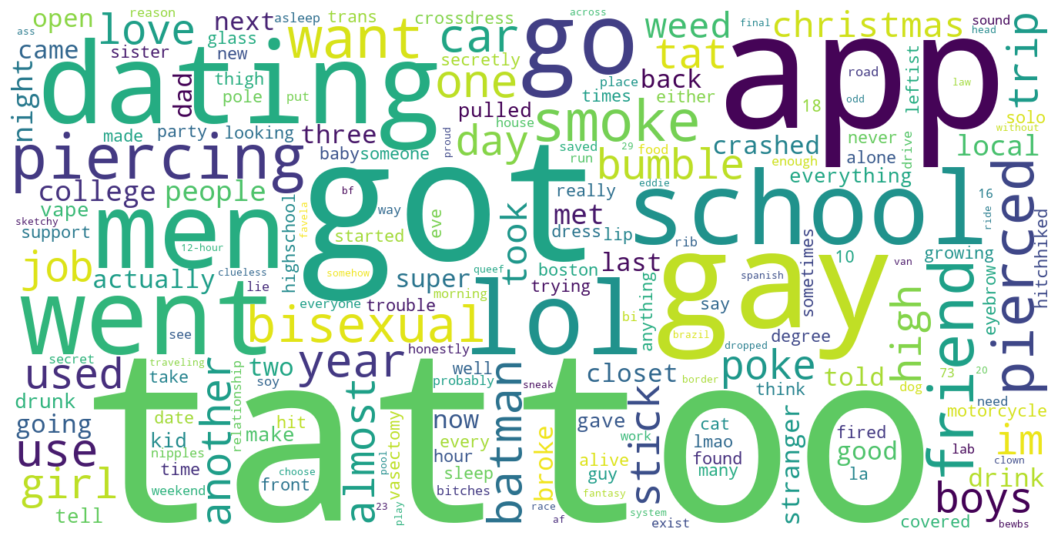 open
reason
asleep
love
want
car
go
crossdress
trans
weed
christmas
across
sound
final
head
ass
came
sister
glass
new
secretly
one
next
tat
app
trip
night
dating
dad
thigh
pole
put
pulled
back
times
place
either
18
road
law
leftist
solo
odd
without
made
party
looking
three
day
smoke
house
never
alone
drive
local
piercing
baby
someone
proud
bumble
saved
29
food
run
crashed
enough
everything
college
people
bf
got
really
school
eddie
16
ride
pierced
vape
men
sketchy
support
highschool
favela
way
started
eve
took
met
dress
lip
rib
growing
eyebrow
hitchhiked
12-hour
job
actually
clueless
lie
somehow
super
queef
boston
last
trying
gay
spanish
van
10
sometimes
went
everyone
trouble
morning
lol
anything
bi
say
brazil
degree
friend
high
see
bisexual
honestly
dropped
secret
traveling
two
year
well
sneak
closet
border
poke
told
73
20
dog
used
take
soy
relationship
almost
probably
think
need
drunk
another
date
hit
vasectomy
now
every
batman
gave
stick
cat
lmao
found
stranger
fired
good
motorcycle
im
going
kid
make
hour
work
lab
use
time
nipples
choose
pool
alive
sleep
broke
guy
many
la
clown
drink
girl
weekend
front
tattoo
bitches
fantasy
boys
tell
23
play
race
af
system
exist
covered
bewbs